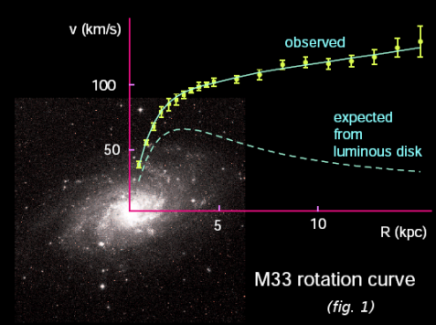 v (km/s)
observed
100
expected
from
luminous disk
50
5
10
R (kpc)
M33 rotation curve
(fig. 1)